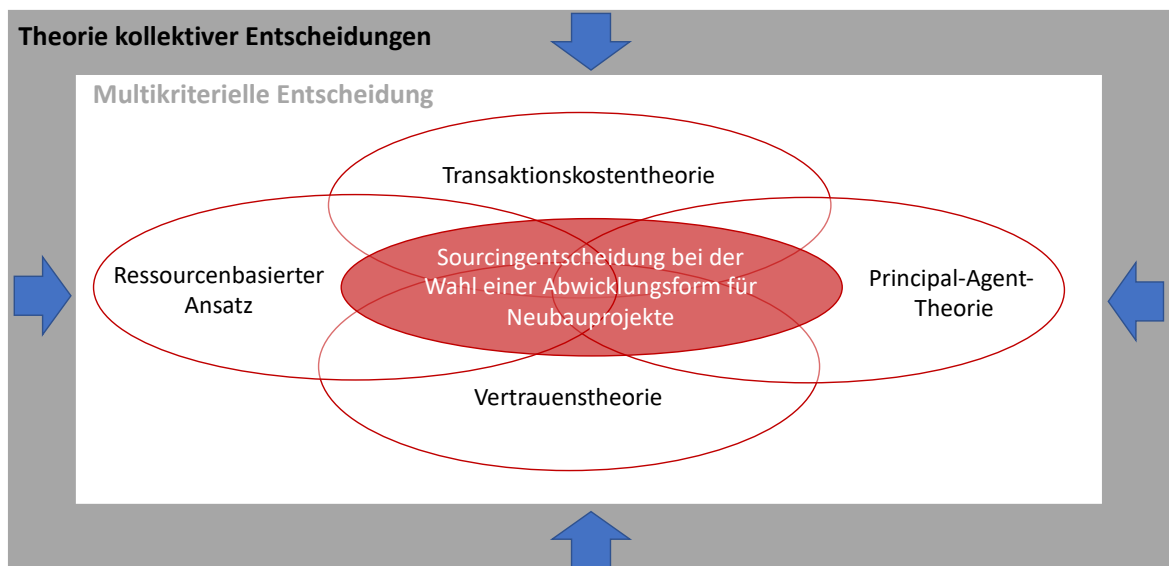 Theorie kollektiver Entscheidungen
Multikriterielle Entscheidung
Transaktionskostentheorie
Ressourcenbasierter
Ansatz
Sourcingentscheidung bei der
Wahl einer Abwicklungsform für
Neubauprojekte
Principal-Agent-
Theorie
Vertrauenstheorie